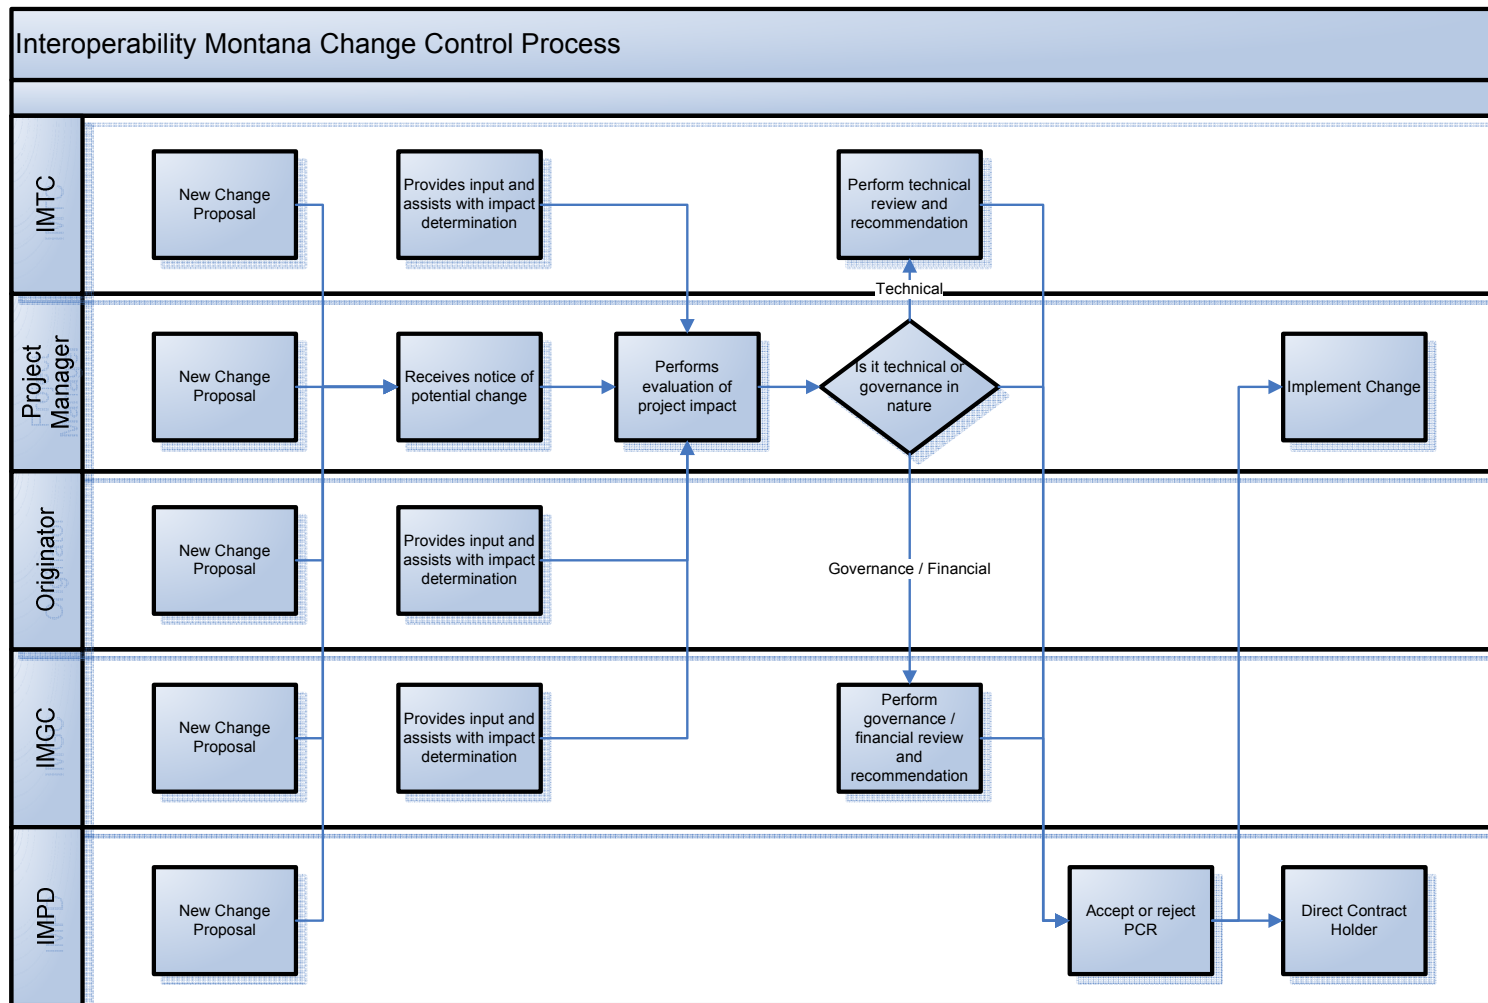 Interoperability Montana Change Control Process
IMTC
New Change
Proposal
Provides input and
assists with impact
determination
Perform technical
review and
recommendation
Technical
Project
Manager
New Change
Proposal
Receives notice of
potential change
Performs
evaluation of
project impact
Is it technical or
governance in
nature
Implement Change
Originator
New Change
Proposal
Provides input and
assists with impact
determination
Governance / Financial
IMGC
New Change
Proposal
Provides input and
assists with impact
determination
Perform
governance /
financial review
and
recommendation
IMPD
New Change
Proposal
Accept or reject
PCR
Direct Contract
Holder